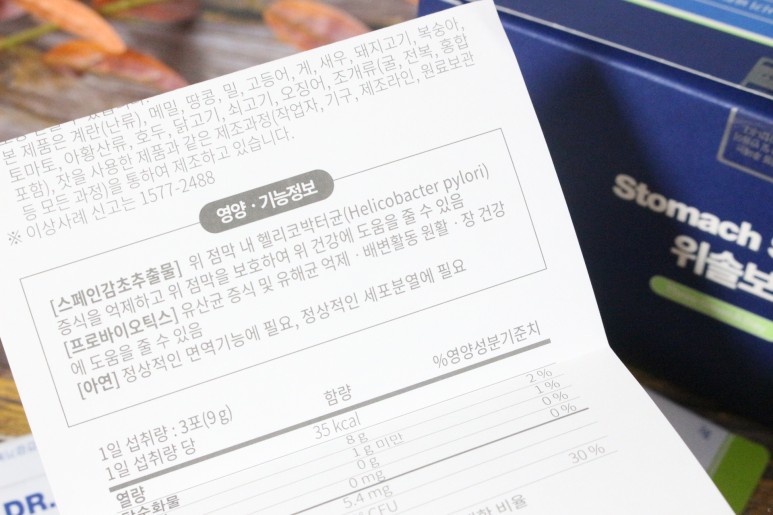 본 제품은 계란(난류), 메밀, 땅콩, 밀, 고등어, 게, 새우, 돼지고기, 복숭아,
토마토, 아황산류, 호두, 닭고기, 쇠고기, 오징어, 조개류(굴, 전복, 홍합
포함), 잣을 사용한 제품과 같은 제조과정(작업자, 기구, 제조라인, 원료보관
등 모든 과정)을 통하여 제조하고 있습니다.
※ 이상사례 신고는 1577-2488
영양 · 기능정보
[스페인감초추출물] 위 점막 내 헬리코박터균(Helicobacter pylori)
증식을 억제하고 위 점막을 보호하여 위 건강에 도움을 줄 수 있음
[프로바이오틱스] 유산균 증식 및 유해균 억제 · 배변활동 원활 · 장 건강
에 도움을 줄 수 있음
[아연] 정상적인 면역기능에 필요, 정상적인 세포분열에 필요
1일 섭취량 : 3포(9g)
1일 섭취량 당 함량 %영양성분기준치
열량 35 kcal
탄수화물 8 g 2 %
1 g 미만 1 %
0 g 0 %
0 mg 0 %
5.4 mg 30 %
CFU
비율
Stomach
위솔보
DR.